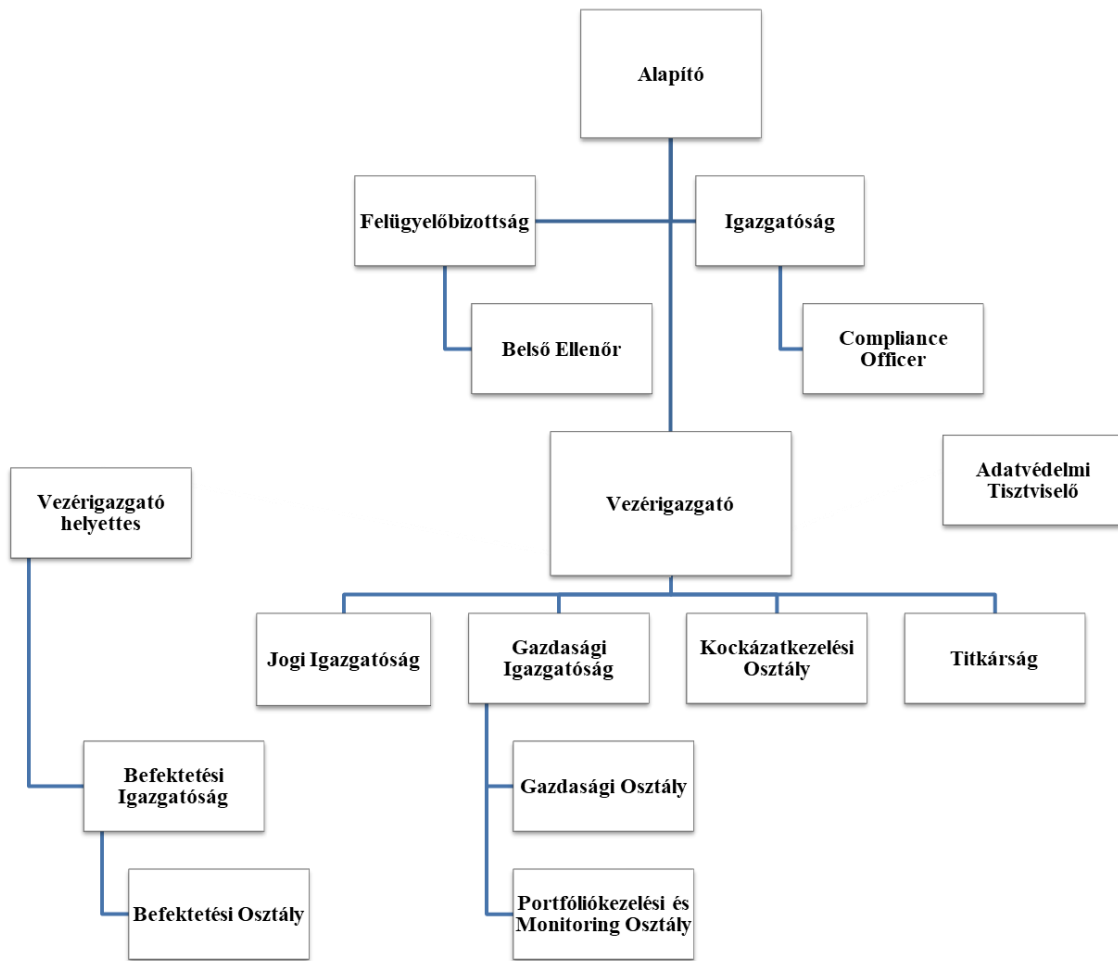 Alapító
Felügyelőbizottság
Igazgatóság
Belső Ellenőr
Compliance
Officer
Vezérigazgató
helyettes
Vezérigazgató
Adatvédelmi
Tisztviselő
Jogi Igazgatóság
Gazdasági
Igazgatóság
Kockázatkezelési
Osztály
Titkárság
Befektetési
Igazgatóság
Gazdasági Osztály
Befektetési Osztály
Portfóliókezelési és
Monitoring Osztály